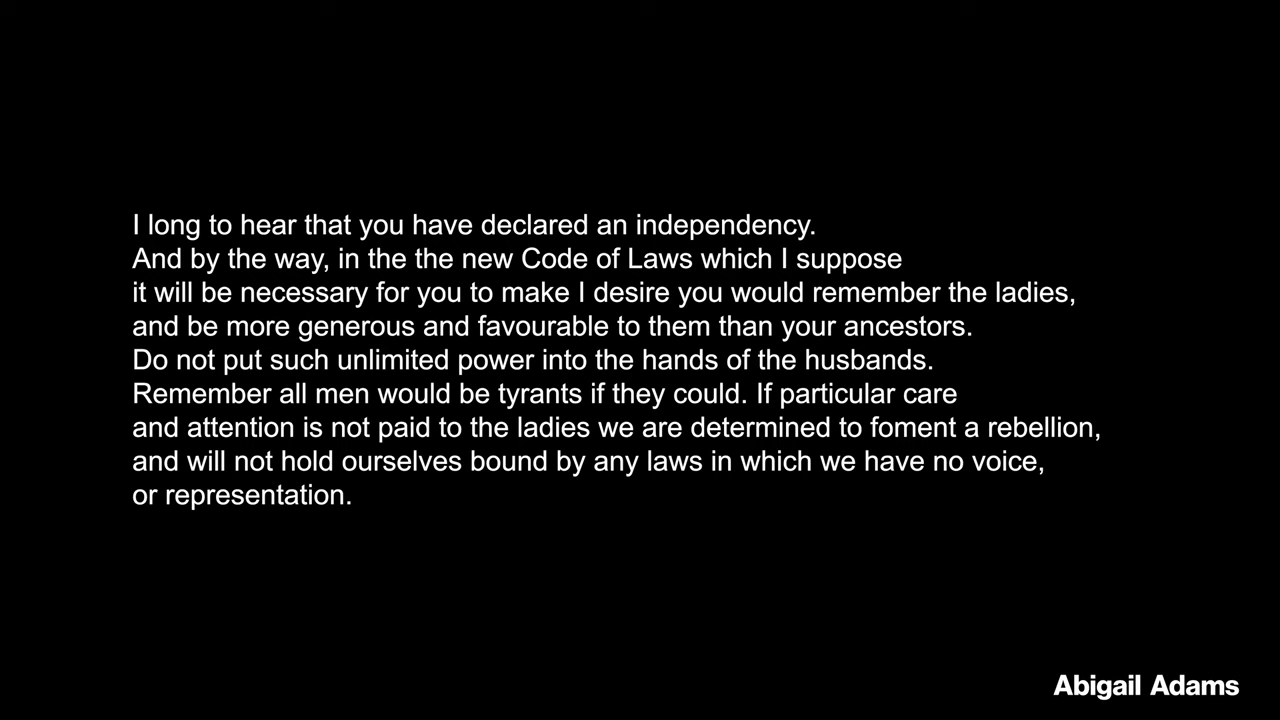 I long to hear that you have declared an independency.
And by the way, in the the new Code of Laws which I suppose
it will be necessary for you to make I desire you would remember the ladies,
and be more generous and favourable to them than your ancestors.
Do not put such unlimited power into the hands of the husbands.
Remember all men would be tyrants if they could. If particular care
and attention is not paid to the ladies we are determined to foment a rebellion,
and will not hold ourselves bound by any laws in which we have no voice,
or representation.
Abigail Adams